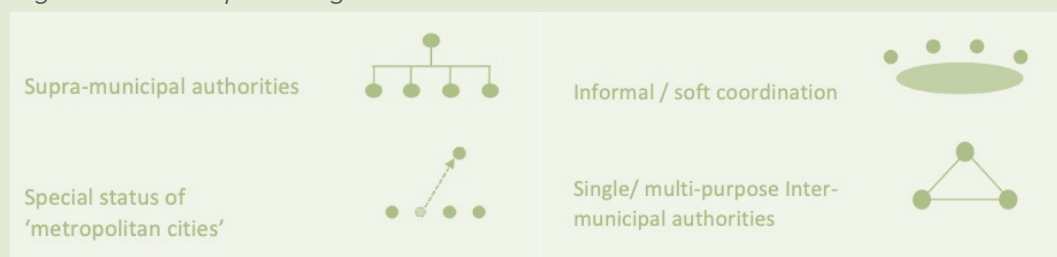 Supra-municipal authorities
Informal / soft coordination
Special status of
‘metropolitan cities’
Single/ multi-purpose Inter-
municipal authorities